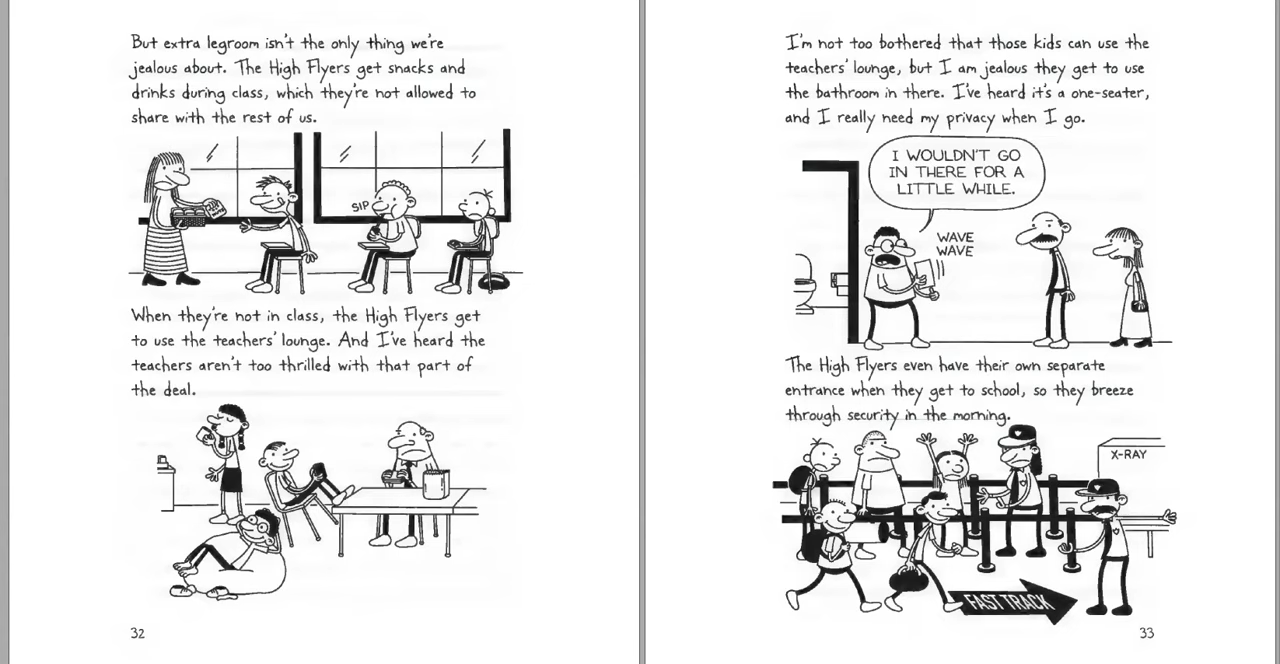 But extra legroom isn't the only thing we're
jealous about. The High Flyers get snacks and
drinks during class, which they're not allowed to
share with the rest of us.
SIP
When they're not in class, the High Flyers get
to use the teachers' lounge. And I've heard the
teachers aren't too thrilled with that part of
the deal.
32
I'm not too bothered that those kids can use the
teachers' lounge, but I am jealous they get to use
the bathroom in there. I've heard it's a one-seater,
and I really need my privacy when I go.
I WOULDN'T GO
IN THERE FOR A
LITTLE WHILE.
WAVE
WAVE
The High Flyers even have their own separate
entrance when they get to school, so they breeze
through security in the morning.
X-RAY
FAST TRACK
33